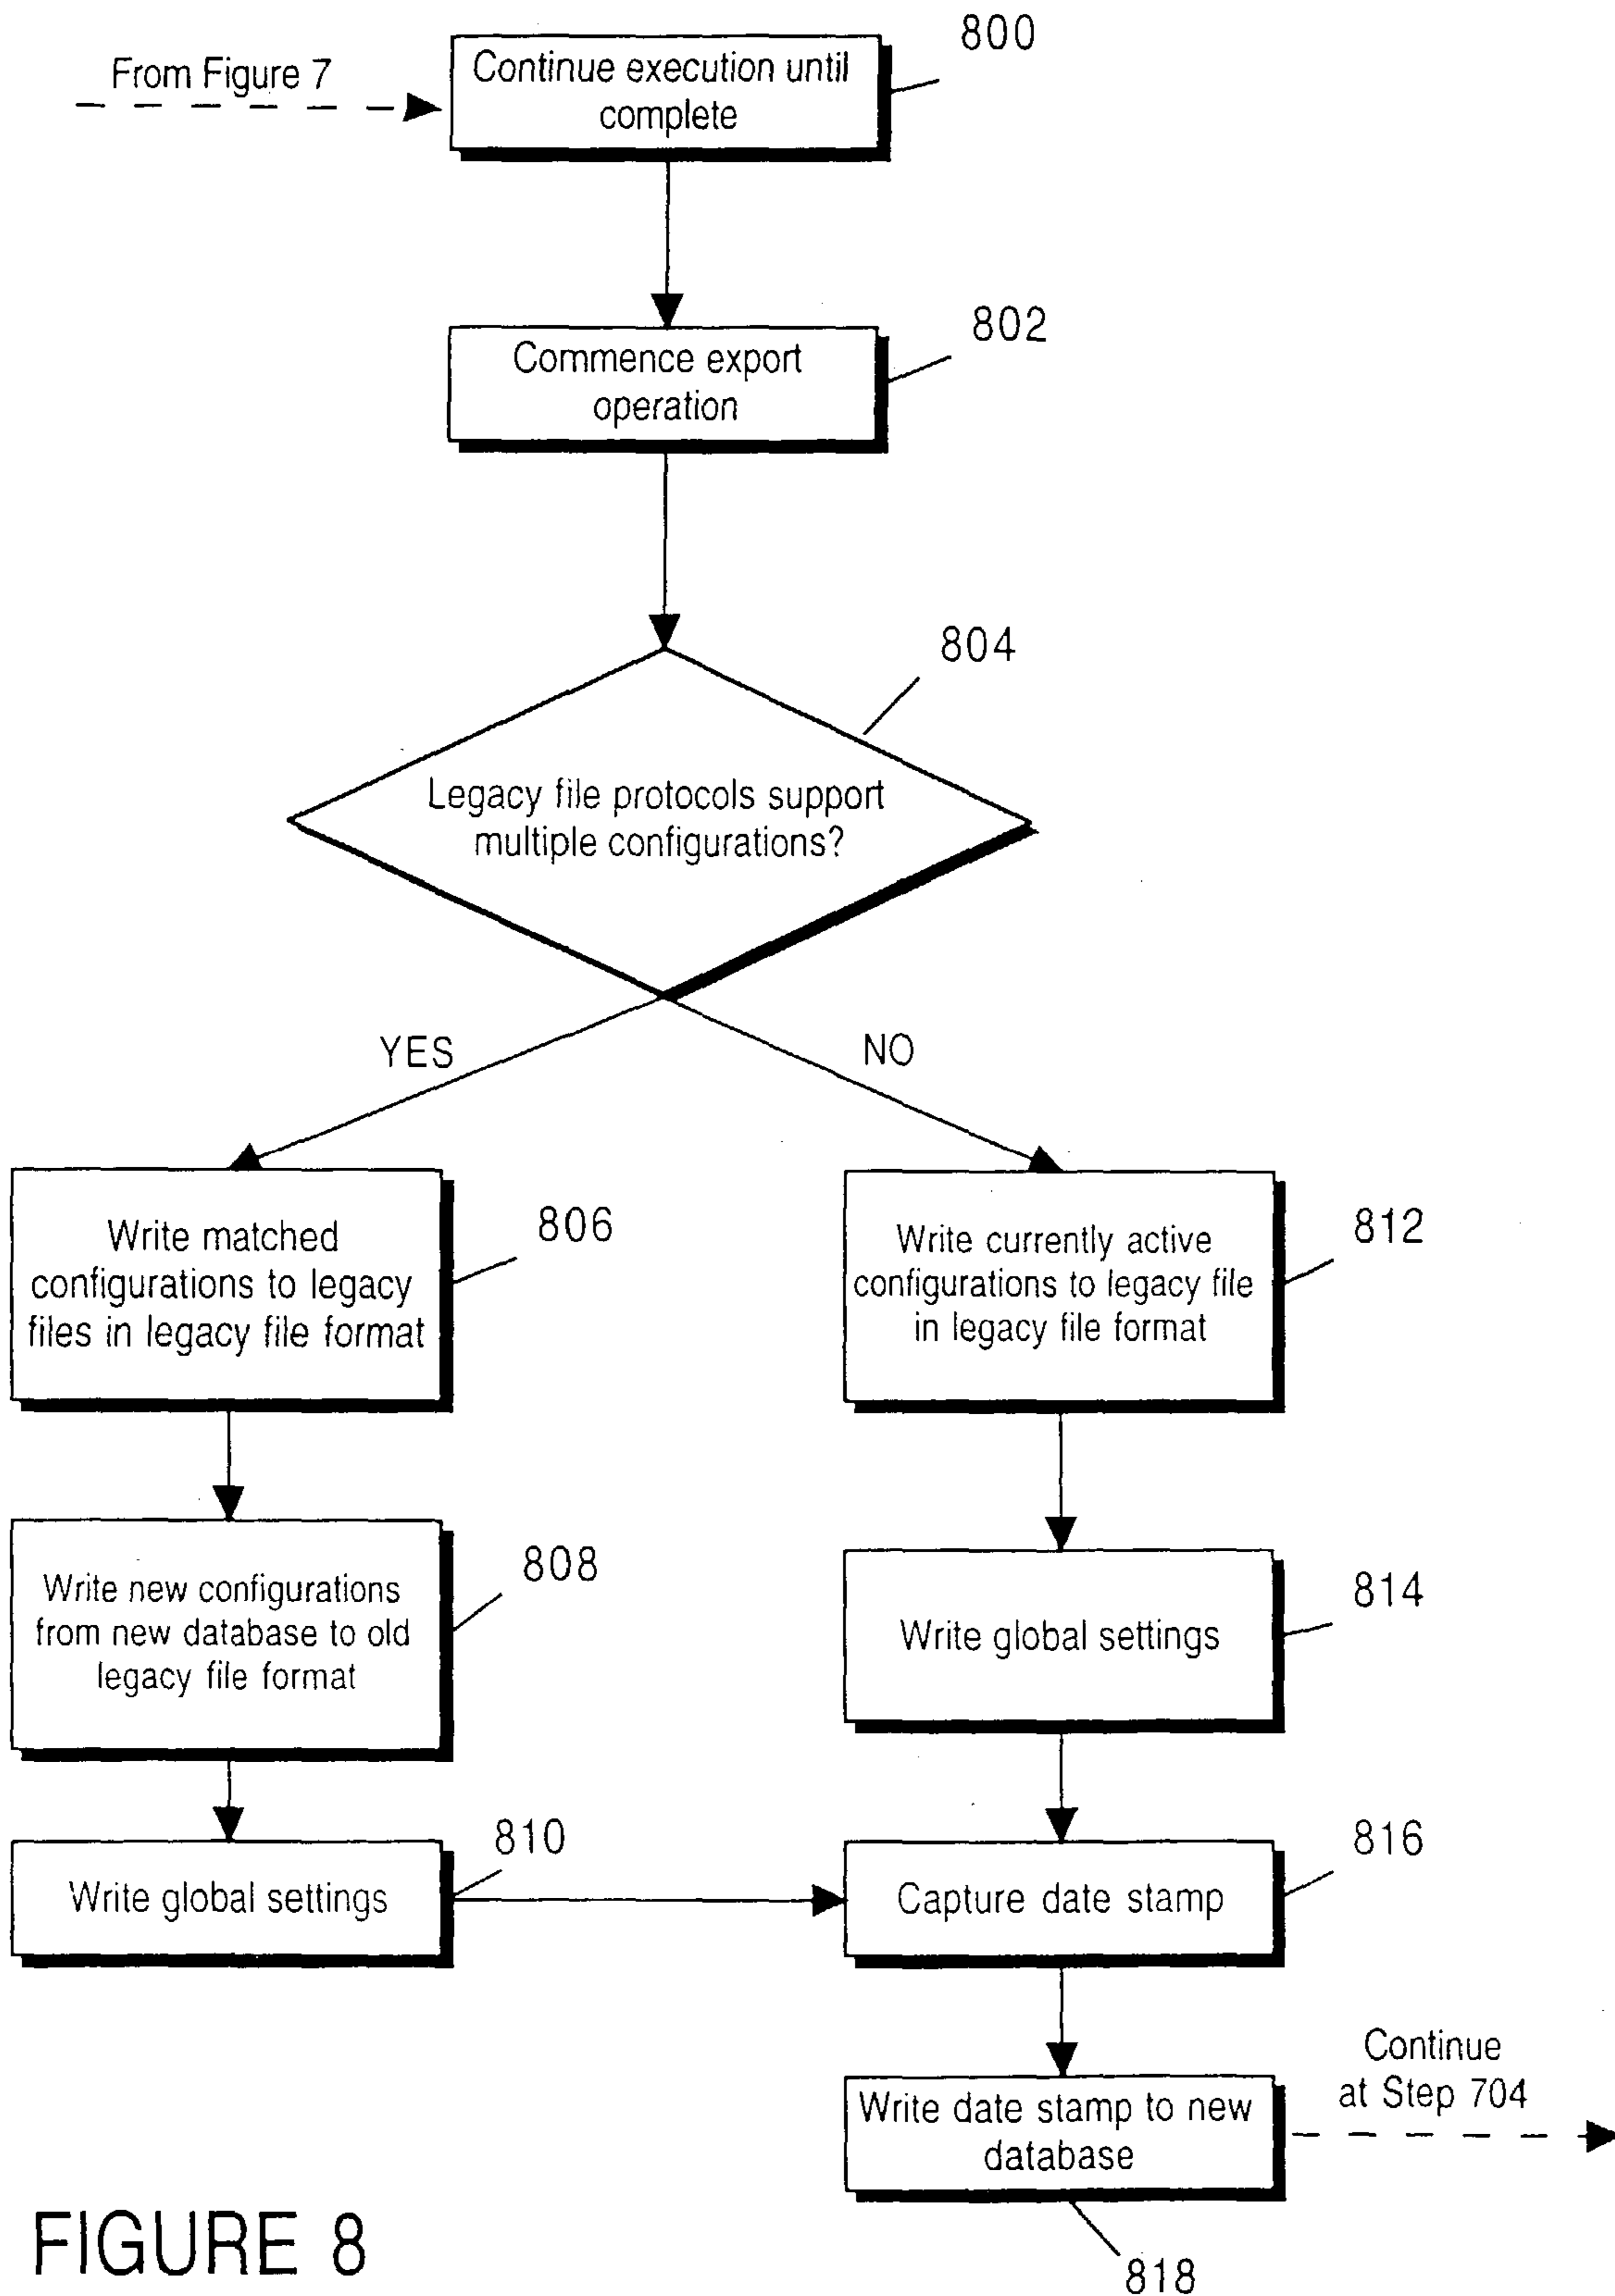 800
From Figure 7
Continue execution until
complete
802
Commence export
operation
804
Legacy file protocols support
multiple configurations?
YES
NO
Write matched
configurations to legacy
files in legacy file format
806
Write currently active
configurations to legacy file
in legacy file format
812
Write new configurations
from new database to old
legacy file format
808
Write global settings
814
Write global settings
810
Capture date stamp
816
Write date stamp to new
database
Continue
at Step 704
818
FIGURE 8